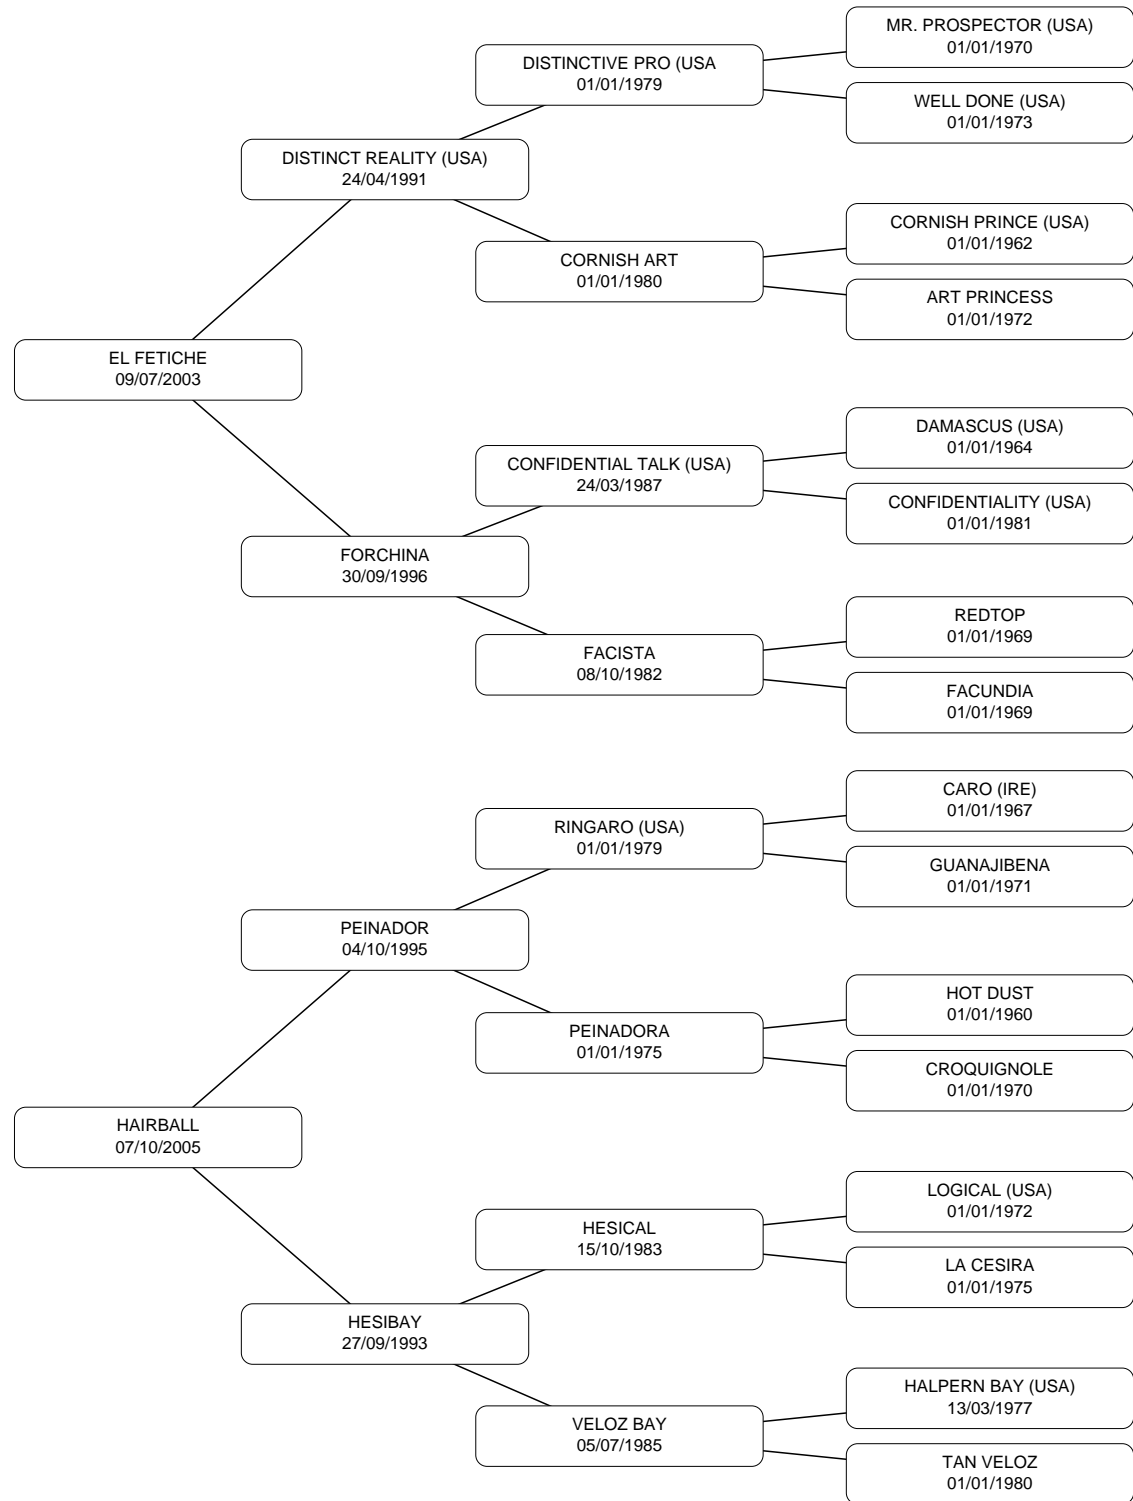 MR. PROSPECTOR (USA)
01/01/1970
DISTINCTIVE PRO (USA
01/01/1979
WELL DONE (USA)
01/01/1973
DISTINCT REALITY (USA)
24/04/1991
CORNISH PRINCE (USA)
01/01/1962
CORNISH ART
01/01/1980
ART PRINCESS
01/01/1972
EL FETICHE
09/07/2003
DAMASCUS (USA)
01/01/1964
CONFIDENTIAL TALK (USA)
24/03/1987
CONFIDENTIALITY (USA)
01/01/1981
FORCHINA
30/09/1996
REDTOP
01/01/1969
FACISTA
08/10/1982
FACUNDIA
01/01/1969
CARO (IRE)
01/01/1967
RINGARO (USA)
01/01/1979
GUANAJIBENA
01/01/1971
PEINADOR
04/10/1995
HOT DUST
01/01/1960
PEINADORA
01/01/1975
CROQUIGNOLE
01/01/1970
HAIRBALL
07/10/2005
LOGICAL (USA)
01/01/1972
HESICAL
15/10/1983
LA CESIRA
01/01/1975
HESIBAY
27/09/1993
HALPERN BAY (USA)
13/03/1977
VELOZ BAY
05/07/1985
TAN VELOZ
01/01/1980